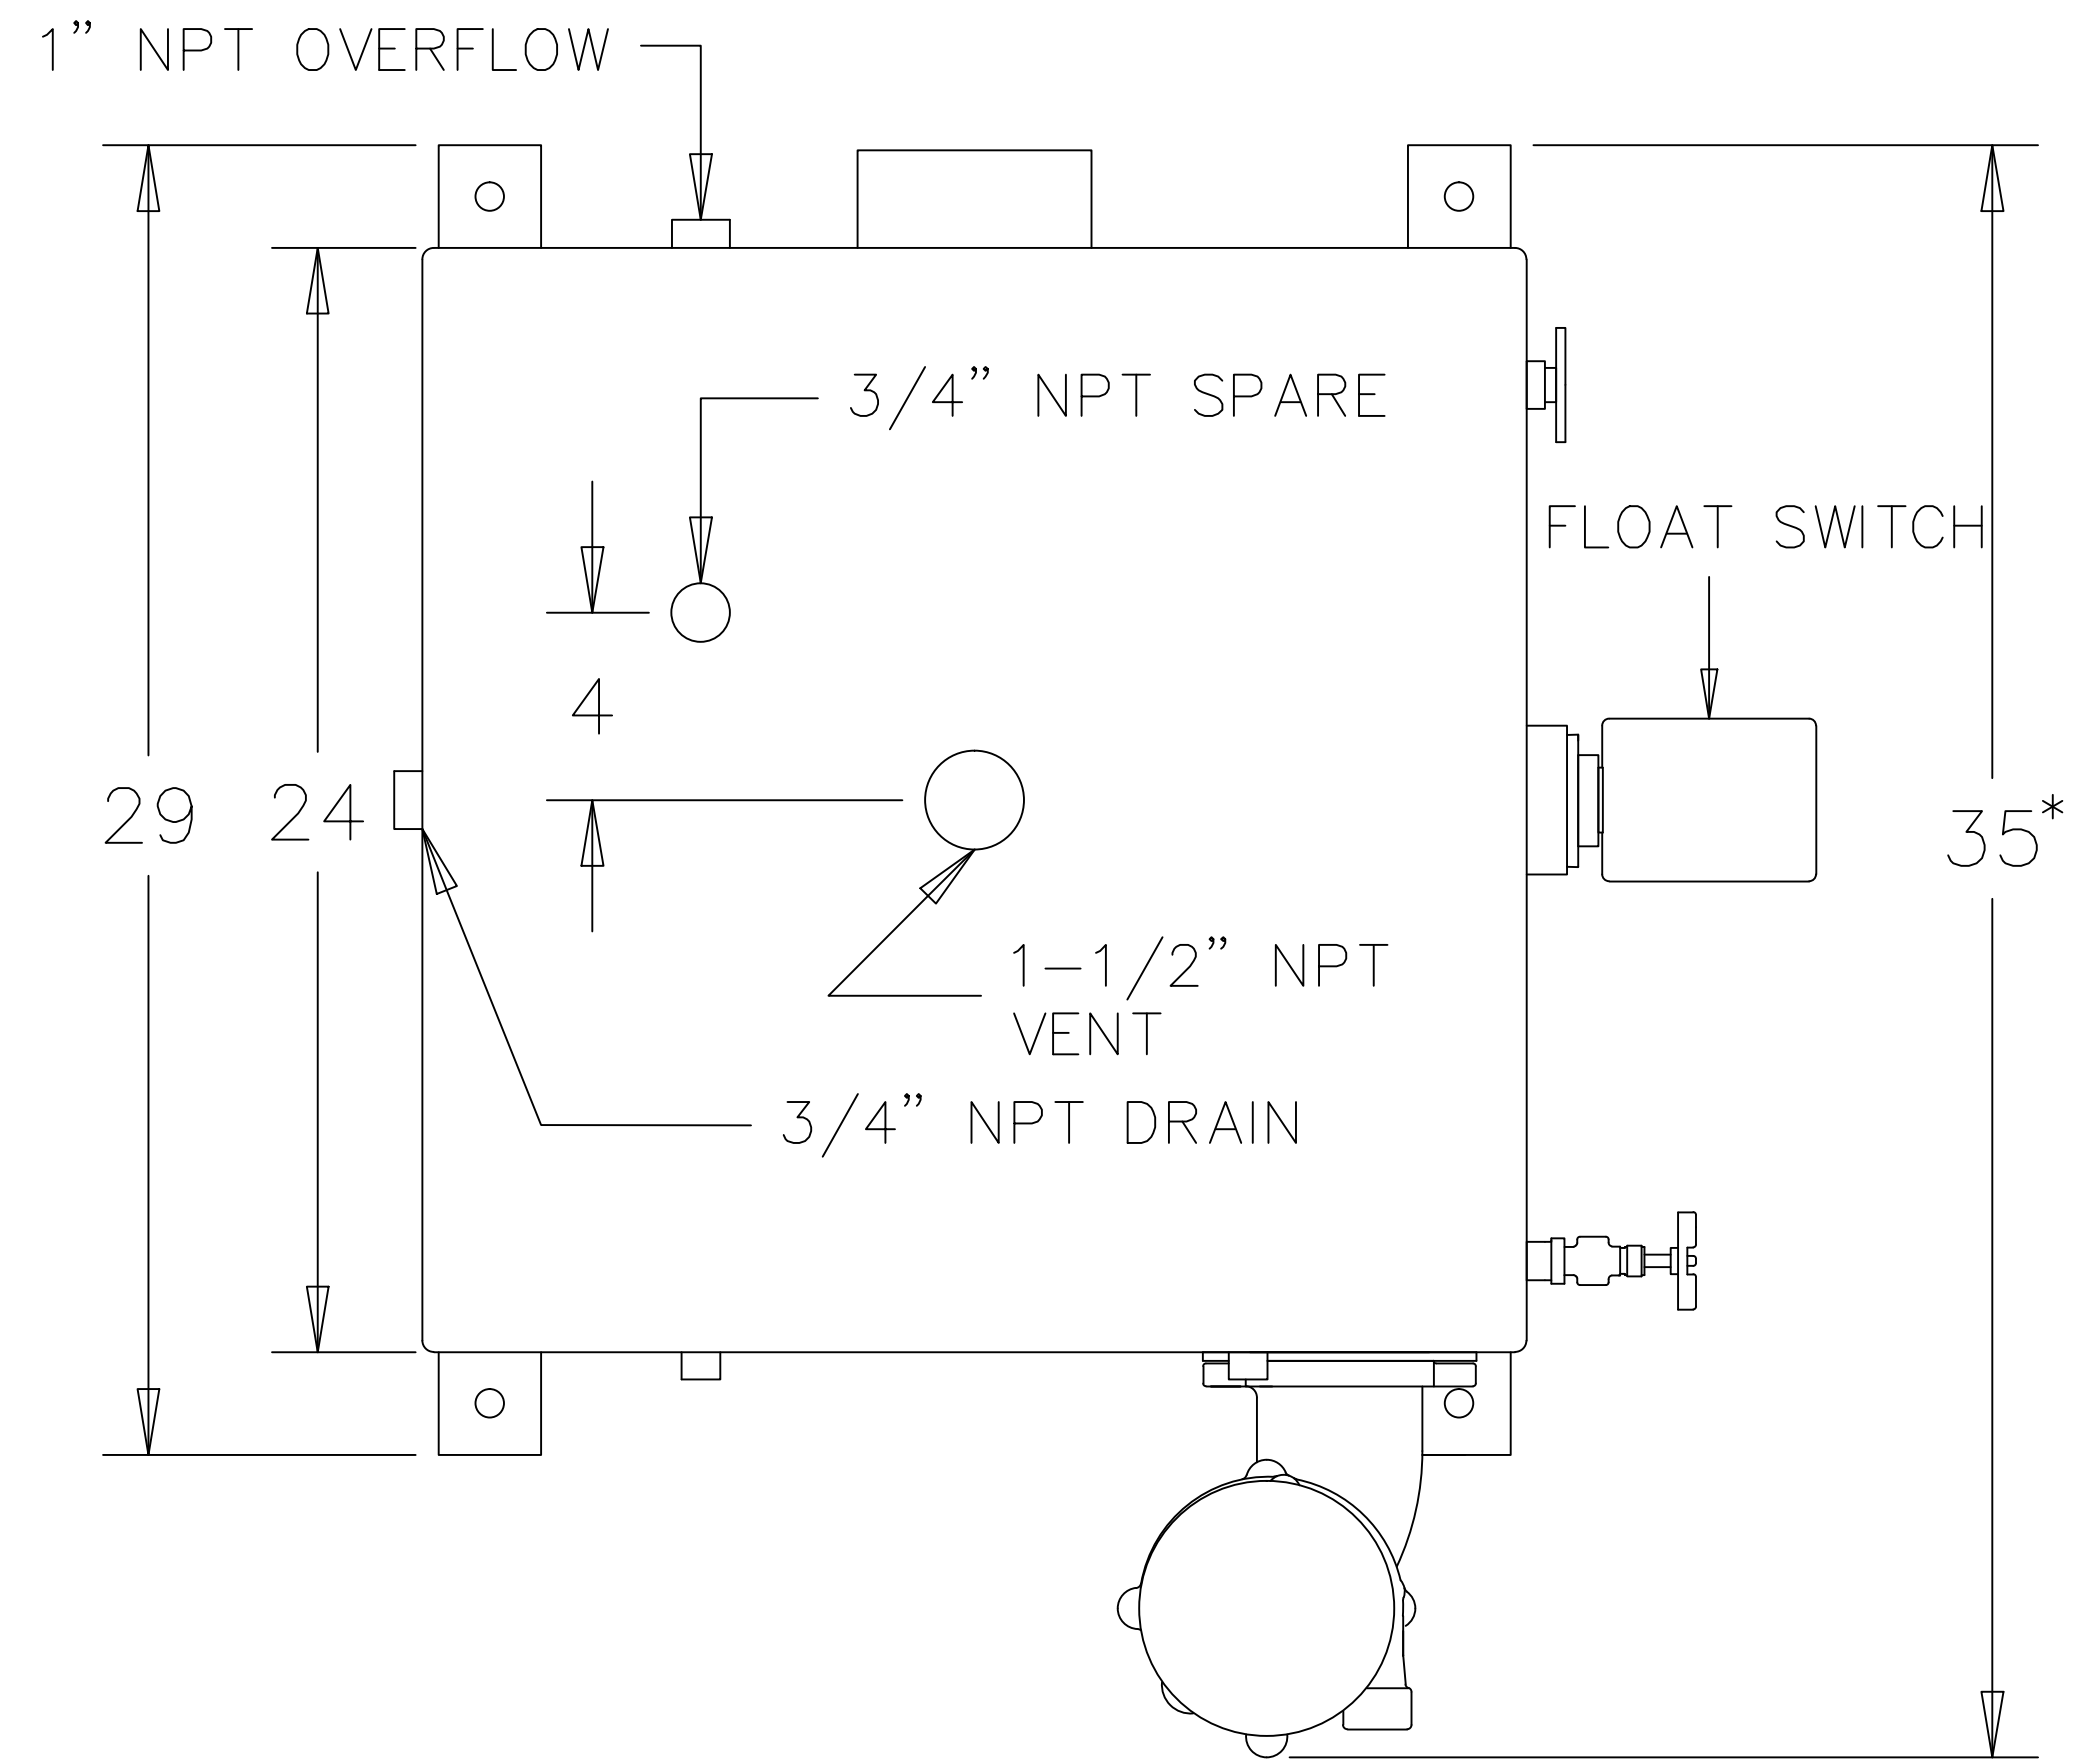 1” NPT OVERFLOW
3/4” NPT SPARE
FLOAT SWITCH
4
29
24
35*
1-1/2” NPT
VENT
3/4” NPT DRAIN